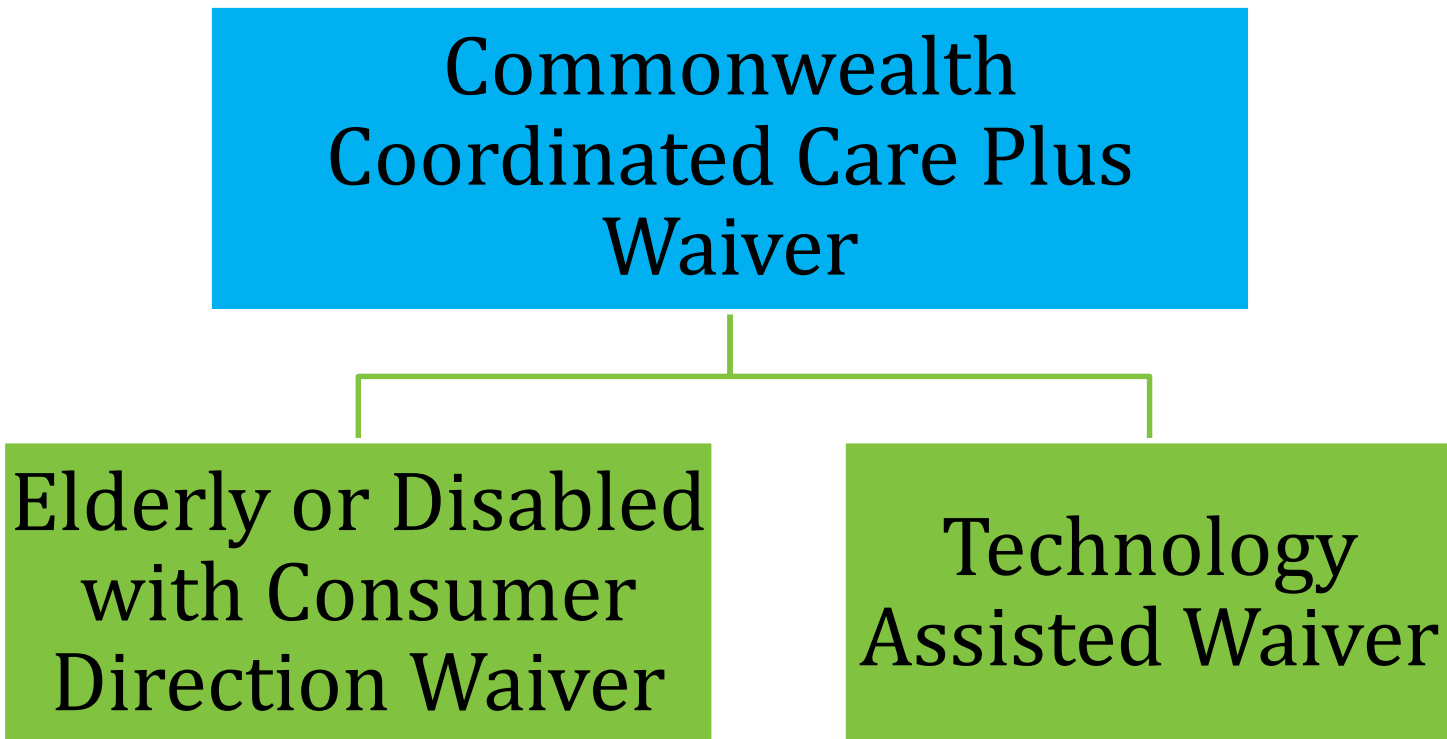 Commonwealth
Coordinated Care Plus
Waiver
Elderly or Disabled
with Consumer
Direction Waiver
Technology
Assisted Waiver